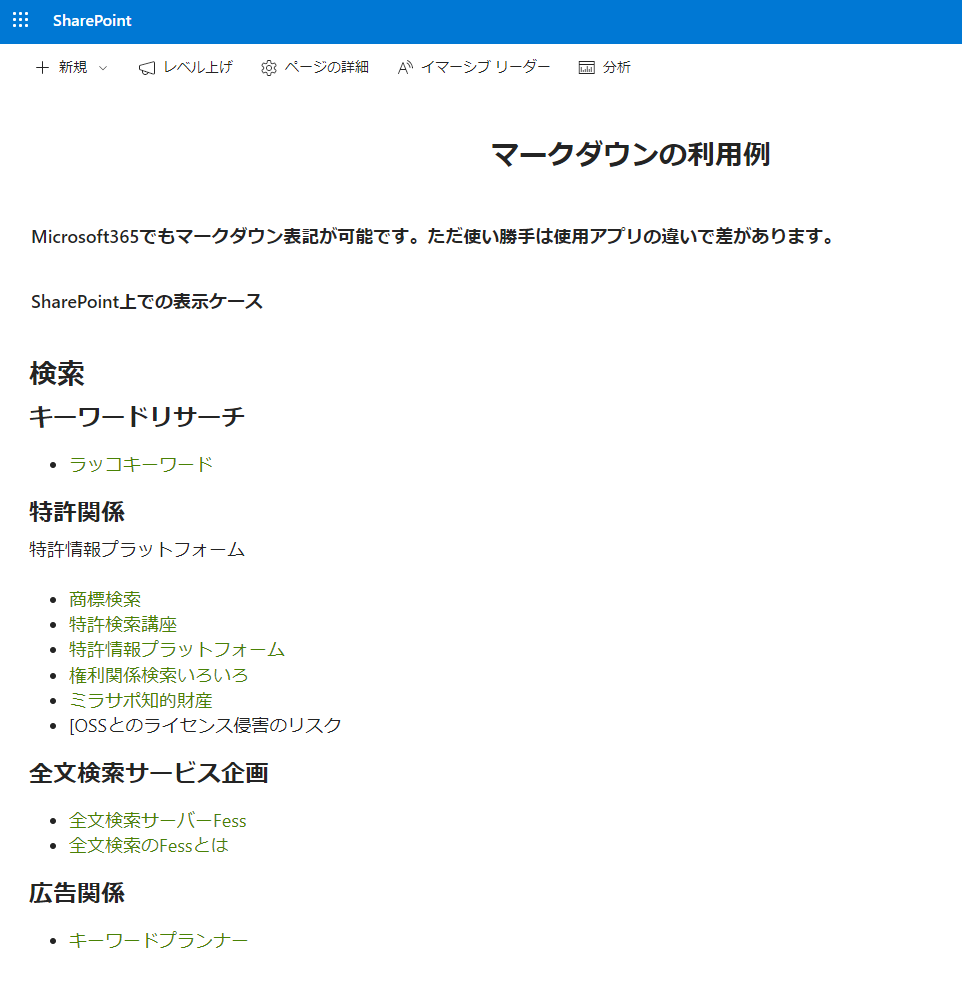 SharePoint
新規
レベル上げ
ページの詳細
イマーシブ リーダー
分析
マークダウンの利用例
Microsoft365でもマークダウン表記が可能です。ただ使い勝手は使用アプリの違いで差があります。
SharePoint上での表示ケース
検索
キーワードリサーチ
ラッコキーワード
特許関係
特許情報プラットフォーム
商標検索
特許検索講座
特許情報プラットフォーム
権利関係検索いろいろ
ミラサポ知的財産
[OSSとのライセンス侵害のリスク
全文検索サービス企画
全文検索サーバーFess
全文検索のFessとは
広告関係
キーワードプランナー